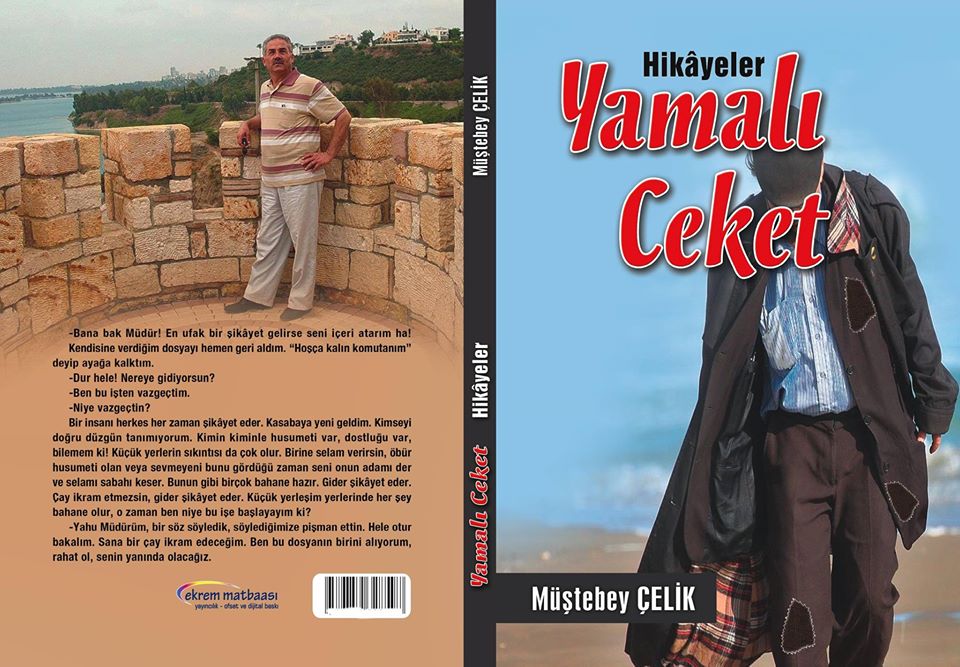 -Bana bak Müdür! En ufak bir şikâyet gelirse seni içeri atarım ha!
Kendisine verdiğim dosyayı hemen geri aldım. “Hoşça kalın komutanım”
deyip ayağa kalktım.
-Dur hele! Nereye gidiyorsun?
-Ben bu işten vazgeçtim.
-Niye vazgeçtin?
Bir insanı herkes her zaman şikâyet eder. Kasabaya yeni geldim. Kimseyi
doğru düzgün tanımıyorum. Kimin kiminle husumeti var, dostluğu var,
bilemem ki! Küçük yerlerin sıkıntısı da çok olur. Birine selam verirsin, öbür
husumeti olan veya sevmeyeni bunu gördüğü zaman seni onun adamı der
ve selamı sabahı keser. Bunun gibi birçok bahane hazır. Gider şikâyet eder.
Çay ikram etmezsin, gider şikâyet eder. Küçük yerleşim yerlerinde her şey
bahane olur, o zaman ben niye bu işe başlayayım ki?
-Yahu Müdürüm, bir söz söyledik, söylediğimize pişman ettin. Hele otur
bakalım. Sana bir çay ikram edeceğim. Ben bu dosyanın birini alıyorum,
rahat ol, senin yanında olacağız.
ekrem matbaası
yayıncılık - ofset ve dijital baskı
Müştebey ÇELİK
Hikâyeler
Yamalı Ceket
Hikâyeler
Yamalı
Ceket
Müştebey ÇELİK